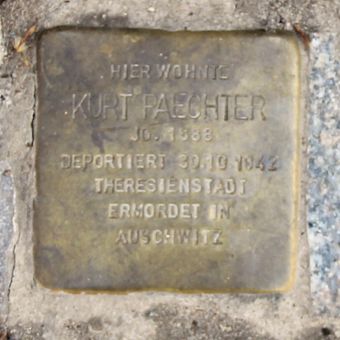 HIER WOHNTE
KURT PAECHTER
JG. 1888
DEPORTIERT 30.10.1942
THERESIENSTADT
ERMORDET IN
AUSCHWITZ